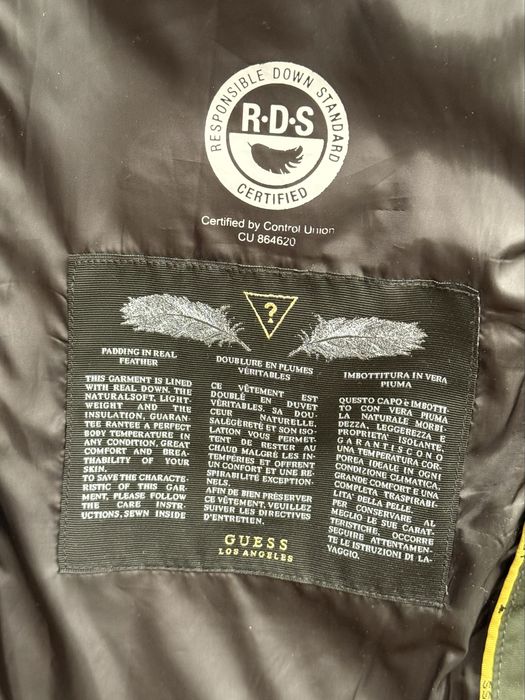 RESPONSIBLE DOWN STANDARD
R·D·S
CERTIFIED
Certified by Control Union
CU 864620
?
PADDING IN REAL
FEATHER
THIS GARMENT IS LINED
WITH REAL DOWN. THE
NATURALSOFT, LIGHT
WEIGHT AND THE
INSULATION, GUARAN
TEE RANTEE A PERFECT
BODY TEMPERATURE IN
ANY CONDITION, GREAT
COMFORT AND BREA-
THABILITY OF YOUR
SKIN.
TO SAVE THE CHARACTE-
RISTIC OF THIS GAR
MENT, PLEASE FOLLOW
THE CARE INSTR-
UCTIONS, SEWN INSIDE
DOUBLURE EN PLUMES
VÉRITABLES
CE VÊTEMENT EST
DOUBLÉ EN DUVET
VÉRITABLES. SA DOU-
CEUR NATURELLE,
SALÉGÈRETÉ ET SON ISO-
LATION VOUS PERMET-
TENT DE RESTER AU
CHAUD MALGRÉ LES IN-
TEMPÉRIES ET OFFRENT
UN CONFORT ET UNE RE-
SPIRABILITÉ EXCEPTION-
NELS.
AFIN DE BIEN PRÉSERVER
CE VÊTEMENT, VEUILLEZ
SUIVER LES DIRECTIVES
D'ENTRETIEN.
IMBOTTITURA IN VERA
PIUMA
QUESTO CAPO È IMBOTTI-
TO CON VERA PIUMA
LA NATURALE MORBI-
DEZZA, LEGGEREZZA E
PROPRIETA' ISOLANTE,
GARANTISCONO
UNA TEMPERATURA COR-
POREA IDEALE IN OGNI
CONDIZIONE CLIMATICA,
GRANDE COMFORT E UNA
COMPLETA TRASPIRABI-
LITA' DELLA PELLE.
PER CONSERVARE AL
MEGLIO LE SUE CARAT-
TERISTICHE, OCCORRE
SEGUIRE ATTENTAMEN-
TE LE ISTRUZIONI DI LA-
VAGGIO.
GUESS
LOS ANGELES